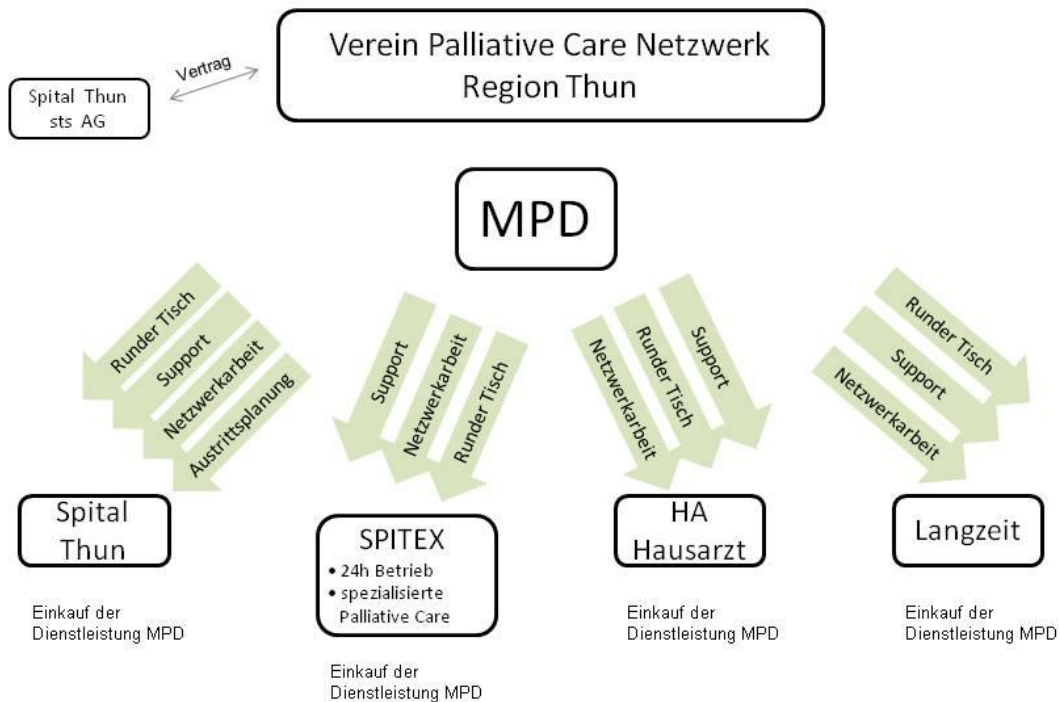 Verein Palliative Care Netzwerk
Region Thun
Vertrag
Spital Thun
sts AG
MPD
Runder Tisch
Support
Netzwerkarbeit
Austrittsplanung
Support
Netzwerkarbeit
Runder Tisch
Netzwerkarbeit
Runder Tisch
Support
Runder Tisch
Support
Netzwerkarbeit
Spital
Thun
Einkauf der
Dienstleistung MPD
SPITEX
• 24h Betrieb
• spezialisierte
Palliative Care
Einkauf der
Dienstleistung MPD
HA
Hausarzt
Einkauf der
Dienstleistung MPD
Langzeit
Einkauf der
Dienstleistung MPD